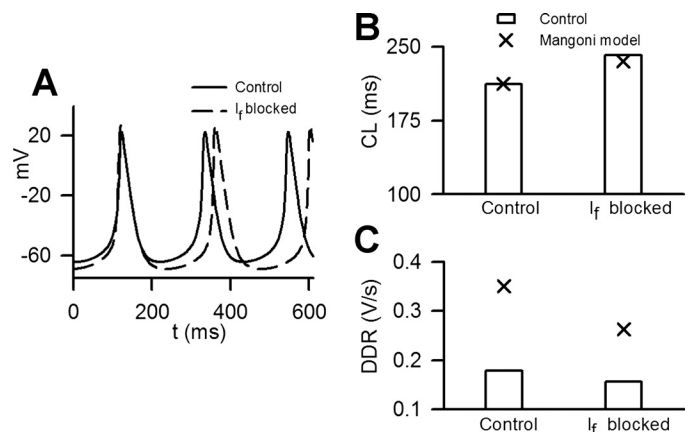 A
Control
If blocked
20
-20
-60
mV
0
200
400
600
t (ms)
B
Control
Mangoni model
250
175
100
CL (ms)
Control
If blocked
C
0.4
0.3
0.2
0.1
DDR (V/s)
Control
If blocked